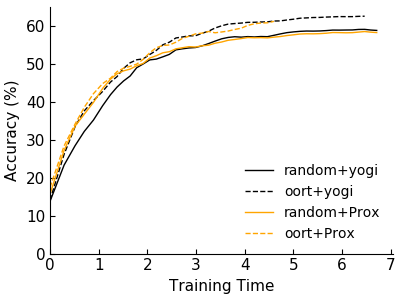 Accuracy (%)
60
50
40
30
20
10
0
random+yogi
oort+yogi
random+Prox
oort+Prox
0 1 2 3 4 5 6 7
Training Time